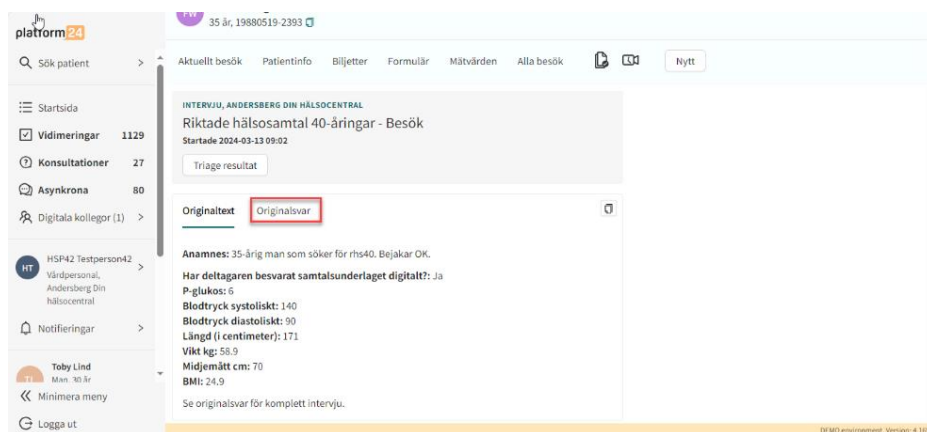 platform24
Sök patient
Startsida
Vidimeringar 1129
Konsultationer 27
Asynkrona 80
Digitala kollegor (1)
HT
HSP42 Testperson42
Vårdpersonal,
Andersberg Din
hälsocentral
Notifieringar
Toby Lind
Man, 30 år
Minimera meny
Logga ut
35 år, 19880519-2393
Aktuellt besök Patientinfo Biljetter Formulär Mätvärden Alla besök Nytt
INTERVJU, ANDERSBERG DIN HÄLSOCENTRAL
Riktade hälsosamtal 40-åringar - Besök
Startade 2024-03-13 09:02
Triage resultat
Originaltext Originalsvar
Anamnes: 35-årig man som söker för rhs40. Bejakar OK.
Har deltagaren besvarat samtalsunderlaget digitalt?: Ja
P-glukos: 6
Blodtryck systoliskt: 140
Blodtryck diastoliskt: 90
Längd (i centimeter): 171
Vikt kg: 58.9
Midjemått cm: 70
BMI: 24.9
Se originalsvar för komplett intervju.
DEMO environment. Version: 4.18